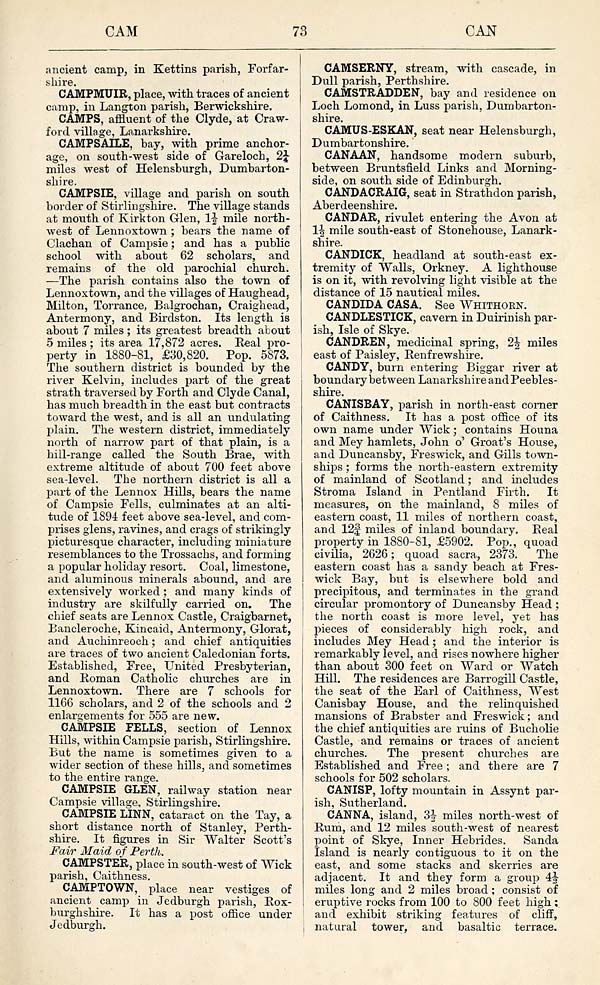 CAM 73 CAN
ancient camp, in Kettins parish, Forfar-
shire.
CAMPMUIR, place, with traces of ancient
camp, in Langton parish, Berwickshire.
CAMPS, affluent of the Clyde, at Craw-
ford village, Lanarkshire.
CAMPSAILE, bay, with prime anchor-
age, on south-west side of Gareloch, 2¼
miles west of Helensburgh, Dumbarton-
shire.
CAMPSIE, village and parish on south
border of Stirlingshire. The village stands
at mouth of Kirkton Glen, 1½ mile north-
west of Lennoxtown ; bears the name of
Clachan of Campsie ; and has a public
school with about 62 scholars, and
remains of the old parochial church.
—The parish contains also the town of
Lennoxtown, and the villages of Haughead,
Milton, Torrance, Balgrochan, Craighead,
Antermony, and Birdston. Its length is
about 7 miles ; its greatest breadth about
5 miles ; its area 17,872 acres. Real pro-
perty in 1880-81, £30,820. Pop. 5873.
The southern district is bounded by the
river Kelvin, includes part of the great
strath traversed by Forth and Clyde Canal,
has much breadth in the east but contracts
toward the west, and is all an undulating
plain. The western district, immediately
north of narrow part of that plain, is a
hill-range called the South Brae, with
extreme altitude of about 700 feet above
sea-level. The northern district is all a
part of the Lennox Hills, bears the name
of Campsie Fells, culminates at an alti-
tude of 1894 feet above sea-level, and com-
prises glens, ravines, and crags of strikingly
picturesque character, including miniature
resemblances to the Trossachs, and forming
a popular holiday resort. Coal, limestone,
and aluminous minerals abound, and are
extensively worked ; and many kinds of
industry are skilfully carried on. The
chief seats are Lennox Castle, Craigbarnet,
Bancleroche, Kincaid, Antermony, Glorat,
and Auchinreoch ; and chief antiquities
are traces of two ancient Caledonian forts.
Established, Free, United Presbyterian,
and Roman Catholic churches are in
Lennoxtown. There are 7 schools for
1166 scholars, and 2 of the schools and 2
enlargements for 555 are new.
CAMPSIE FELLS, section of Lennox
Hills, within Campsie parish, Stirlingshire.
But the name is sometimes given to a
wider section of these hills, and sometimes
to the entire range.
CAMPSIE GLEN, railway station near
Campsie village, Stirlingshire.
CAMPSIE LINN, cataract on the Tay, a
short distance north of Stanley, Perth-
shire. It figures in Sir Walter Scott's
Fair Maid of Perth.
CAMPSTER, place in south-west of Wick
parish, Caithness.
CAMPTOWN, place near vestiges of
ancient camp in Jedburgh parish, Rox-
burghshire. It has a post office under
Jedburgh.
CAMSERNY, stream, with cascade, in
Dull parish, Perthshire.
CAMSTRADDEN, bay and residence on
Loch Lomond, in Luss parish, Dumbarton-
shire.
CAMUS-ESKAN, seat near Helensburgh,
Dumbartonshire.
CANAAN, handsome modern suburb,
between Bruntsfield Links and Morning-
side, on south side of Edinburgh.
CANDACRAIG, seat in Strathdon parish,
Aberdeenshire.
CANDAR, rivulet entering the Avon at
1½ mile south-east of Stonehouse, Lanark-
shire.
CANDICK, headland at south-east ex-
tremity of Walls, Orkney. A lighthouse
is on it, with revolving light visible at the
distance of 15 nautical miles.
CANDIDA CASA. See WHITHORN.
CANDLESTICK, cavern in Duirinish par-
ish, Isle of Skye.
CANDREN, medicinal spring, 2½ miles
east of Paisley, Renfrewshire.
CANDY, burn entering Biggar river at
boundary between Lanarkshire and Peebles-
shire.
CANISBAY, parish in north-east corner
of Caithness. It has a post office of its
own name under Wick ; contains Houna
and Mey hamlets, John o' Groat's House,
and Duncansby, Freswick, and Gills town-
ships ; forms the north-eastern extremity
of mainland of Scotland ; and includes
Stroma Island in Pentland Firth. It
measures, on the mainland, 8 miles of
eastern coast, 11 miles of northern coast,
and 12¾ miles of inland boundary. Real
property in 1880-81, £5902. Pop., quoad
civilia, 2626 ; quoad sacra, 2373. The
eastern coast has a sandy beach at Fres-
wick Bay, but is elsewhere bold and
precipitous, and terminates in the grand
circular promontory of Duncansby Head ;
the north coast is more level, yet has
pieces of considerably high rock, and
includes Mey Head ; and the interior is
remarkably level, and rises nowhere higher
than about 300 feet on Ward or Watch
Hill. The residences are Barrogill Castle,
the seat of the Earl of Caithness, West
Canisbay House, and the relinquished
mansions of Brabster and Freswick ; and
the chief antiquities are ruins of Bucholie
Castle, and remains or traces of ancient
churches. The present churches are
Established and Free ; and there are 7
schools for 502 scholars.
CANISP, lofty mountain in Assynt par-
ish, Sutherland.
CANNA, island, 3½ miles north-west of
Rum, and 12 miles south-west of nearest
point of Skye, Inner Hebrides. Sanda
Island is nearly contiguous to it on the
east, and some stacks and skerries are
adjacent. It and they form a group 4½
miles long and 2 miles broad ; consist of
eruptive rocks from 100 to 800 feet high ;
and exhibit striking features of cliff,
natural tower, and basaltic terrace.